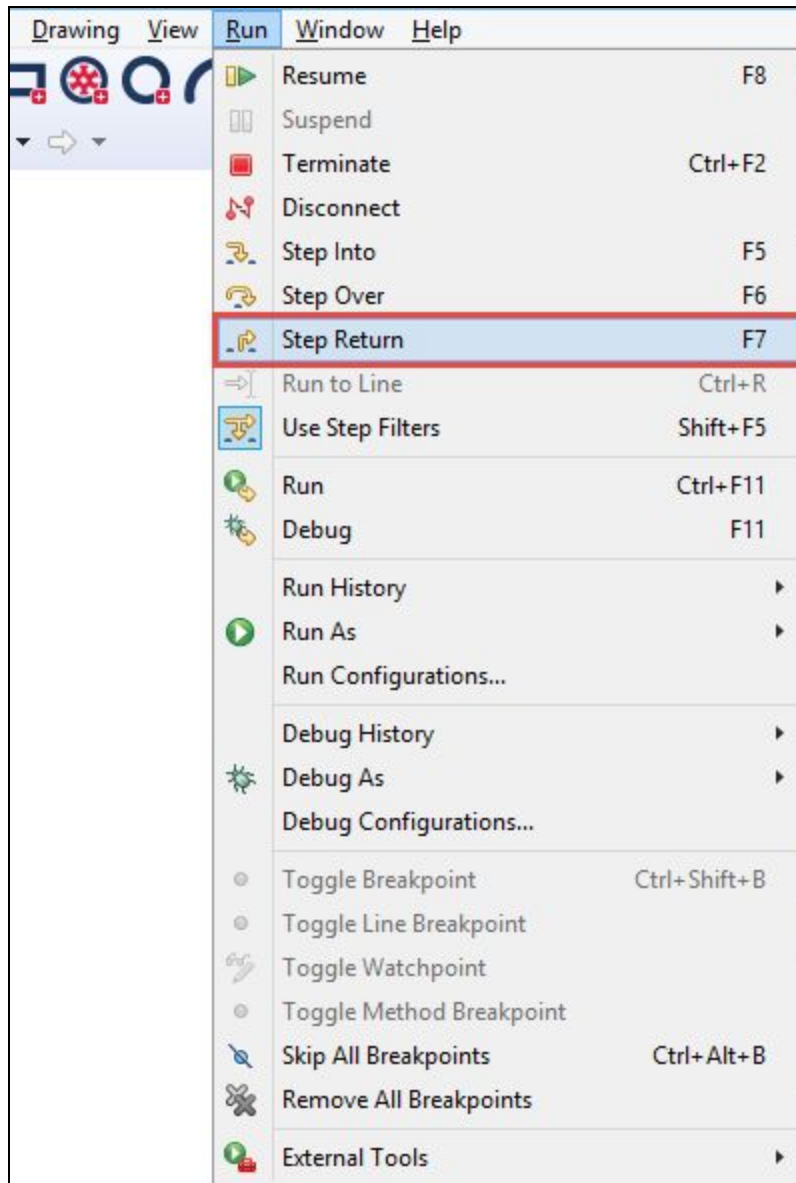 Drawing View Run Window Help
Resume F8
Suspend
Terminate Ctrl+F2
Disconnect
Step Into F5
Step Over F6
Step Return F7
Run to Line Ctrl+R
Use Step Filters Shift+F5
Run Ctrl+F11
Debug F11
Run History
Run As
Run Configurations...
Debug History
Debug As
Debug Configurations...
Toggle Breakpoint Ctrl+Shift+B
Toggle Line Breakpoint
Toggle Watchpoint
Toggle Method Breakpoint
Skip All Breakpoints Ctrl+Alt+B
Remove All Breakpoints
External Tools